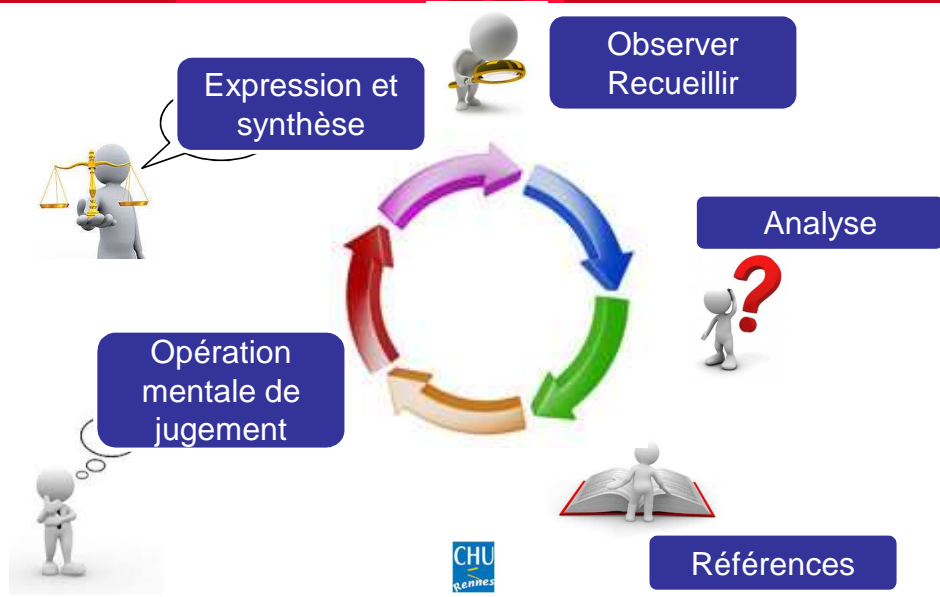 Observer
Recueillir
Expression et
synthèse
Analyse
Opération
mentale de
jugement
Références
CHU
Rennes